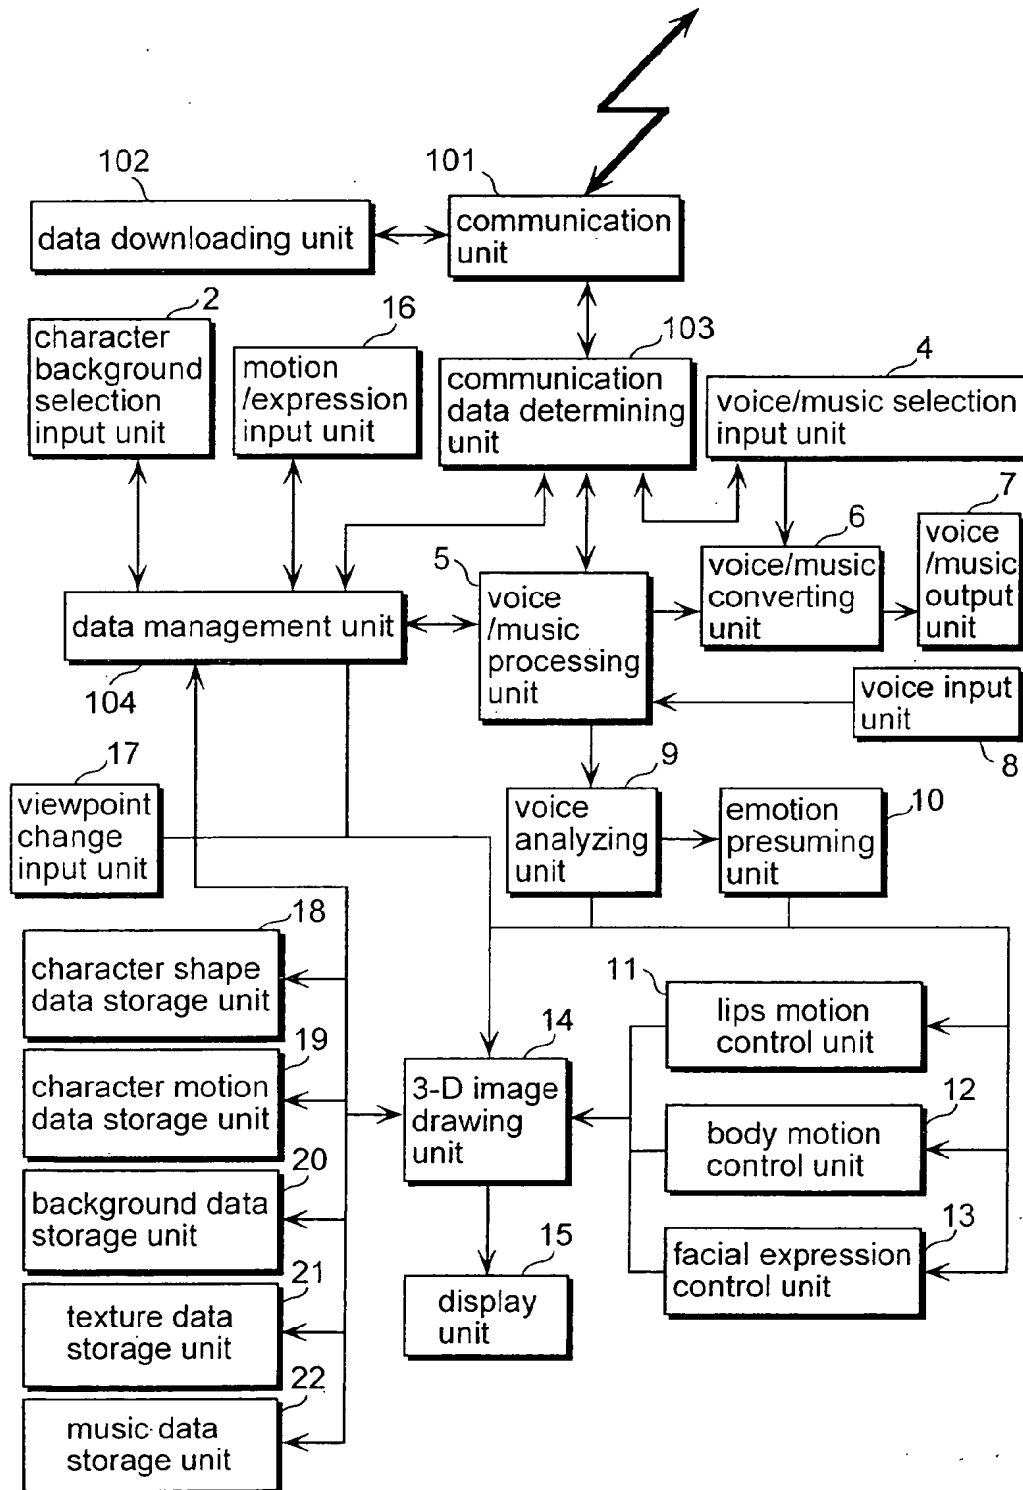 102
101
data downloading unit
communication
unit
2
16
103
4
character
background
selection
input unit
motion
/expression
input unit
communication
data determining
unit
voice/music selection
input unit
7
6
5
voice
/music
output
unit
voice/music
converting
unit
voice
/music
processing
unit
data management unit
104
voice input
unit
8
17
9
10
viewpoint
change
input unit
voice
analyzing
unit
emotion
presuming
unit
18
character shape
data storage unit
11
lips motion
control unit
19
character motion
data storage unit
14
3-D image
drawing
unit
12
body motion
control unit
20
background data
storage unit
13
facial expression
control unit
21
texture data
storage unit
15
display
unit
22
music data
storage unit